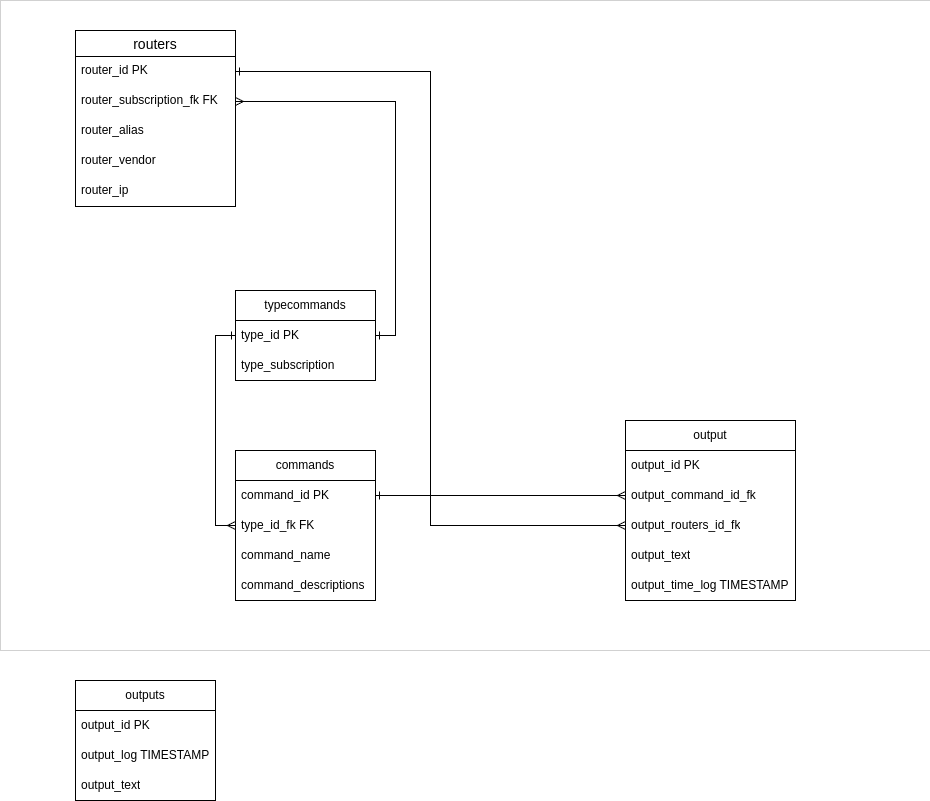 routers
router_id PK
router_subscription_fk FK
router_alias
router_vendor
router_ip
typecommands
type_id PK
type_subscription
commands
command_id PK
type_id_fk FK
command_name
command_descriptions
output
output_id PK
output_command_id_fk
output_routers_id_fk
output_text
output_time_log TIMESTAMP
outputs
output_id PK
output_log TIMESTAMP
output_text